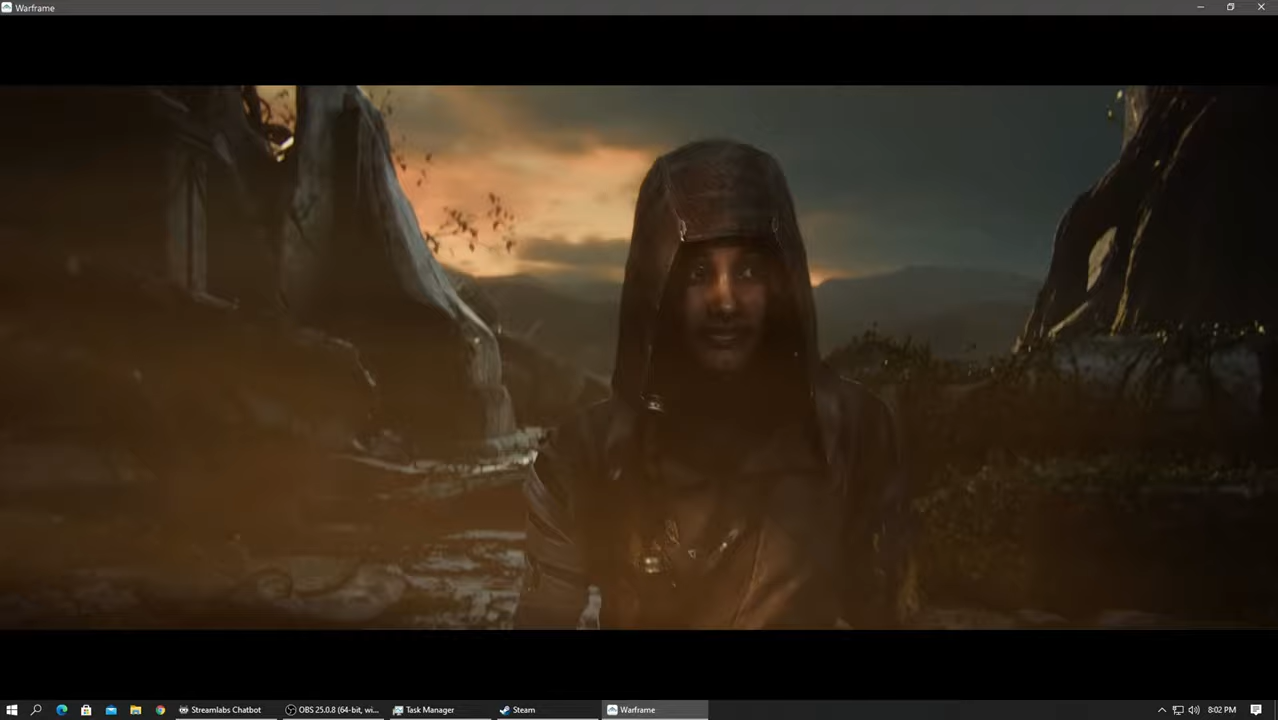 Warframe
Streamlabs Chatbot
OBS 25.0.8 (64-bit, wi...
Task Manager
Steam
Warframe
8:02 PM